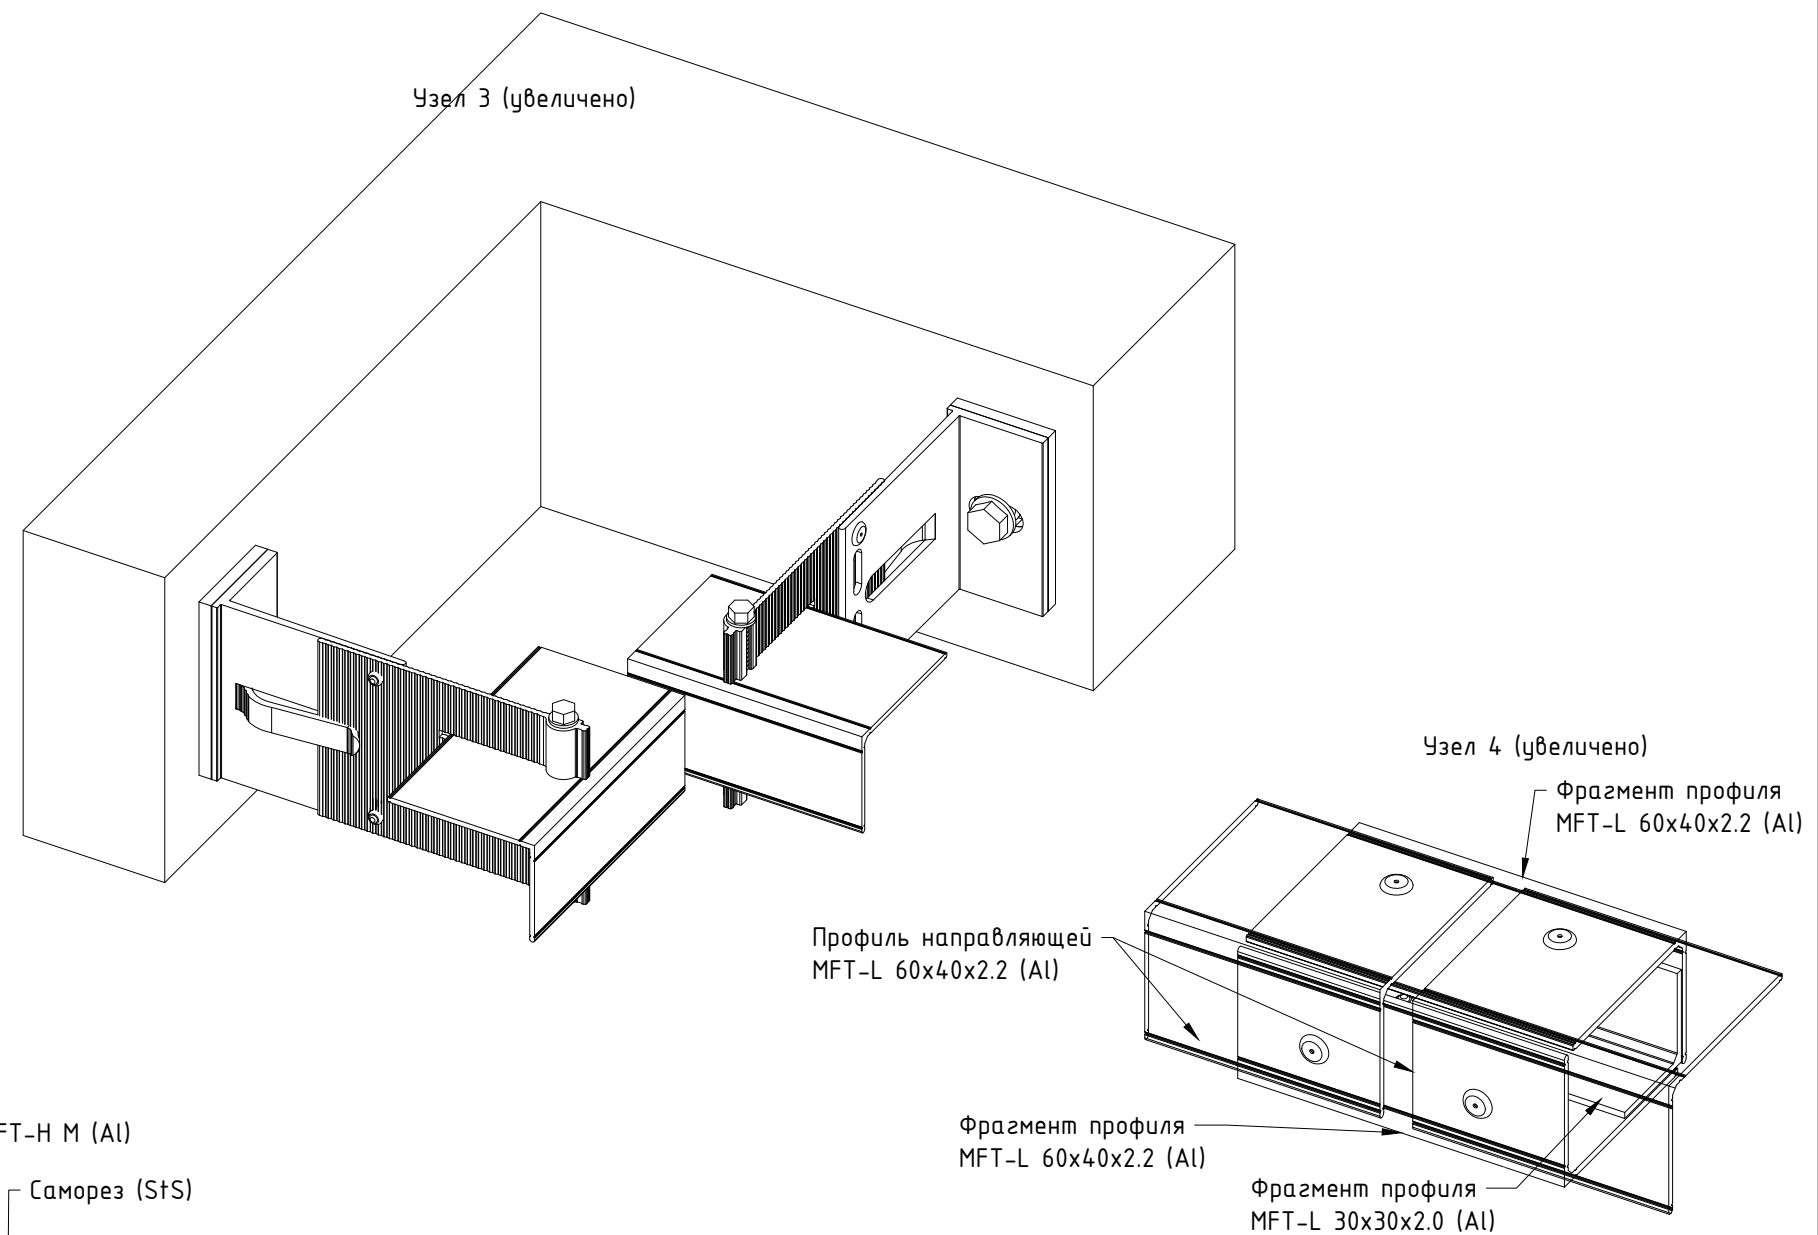 Узел 3 (увеличено)
Узел 4 (увеличено)
Фрагмент профиля
MFT-L 60x40x2.2 (Al)
Профиль направляющей
MFT-L 60x40x2.2 (Al)
Фрагмент профиля
MFT-L 60x40x2.2 (Al)
Фрагмент профиля
MFT-L 30x30x2.0 (Al)
FT-H M (Al)
Саморез (StS)